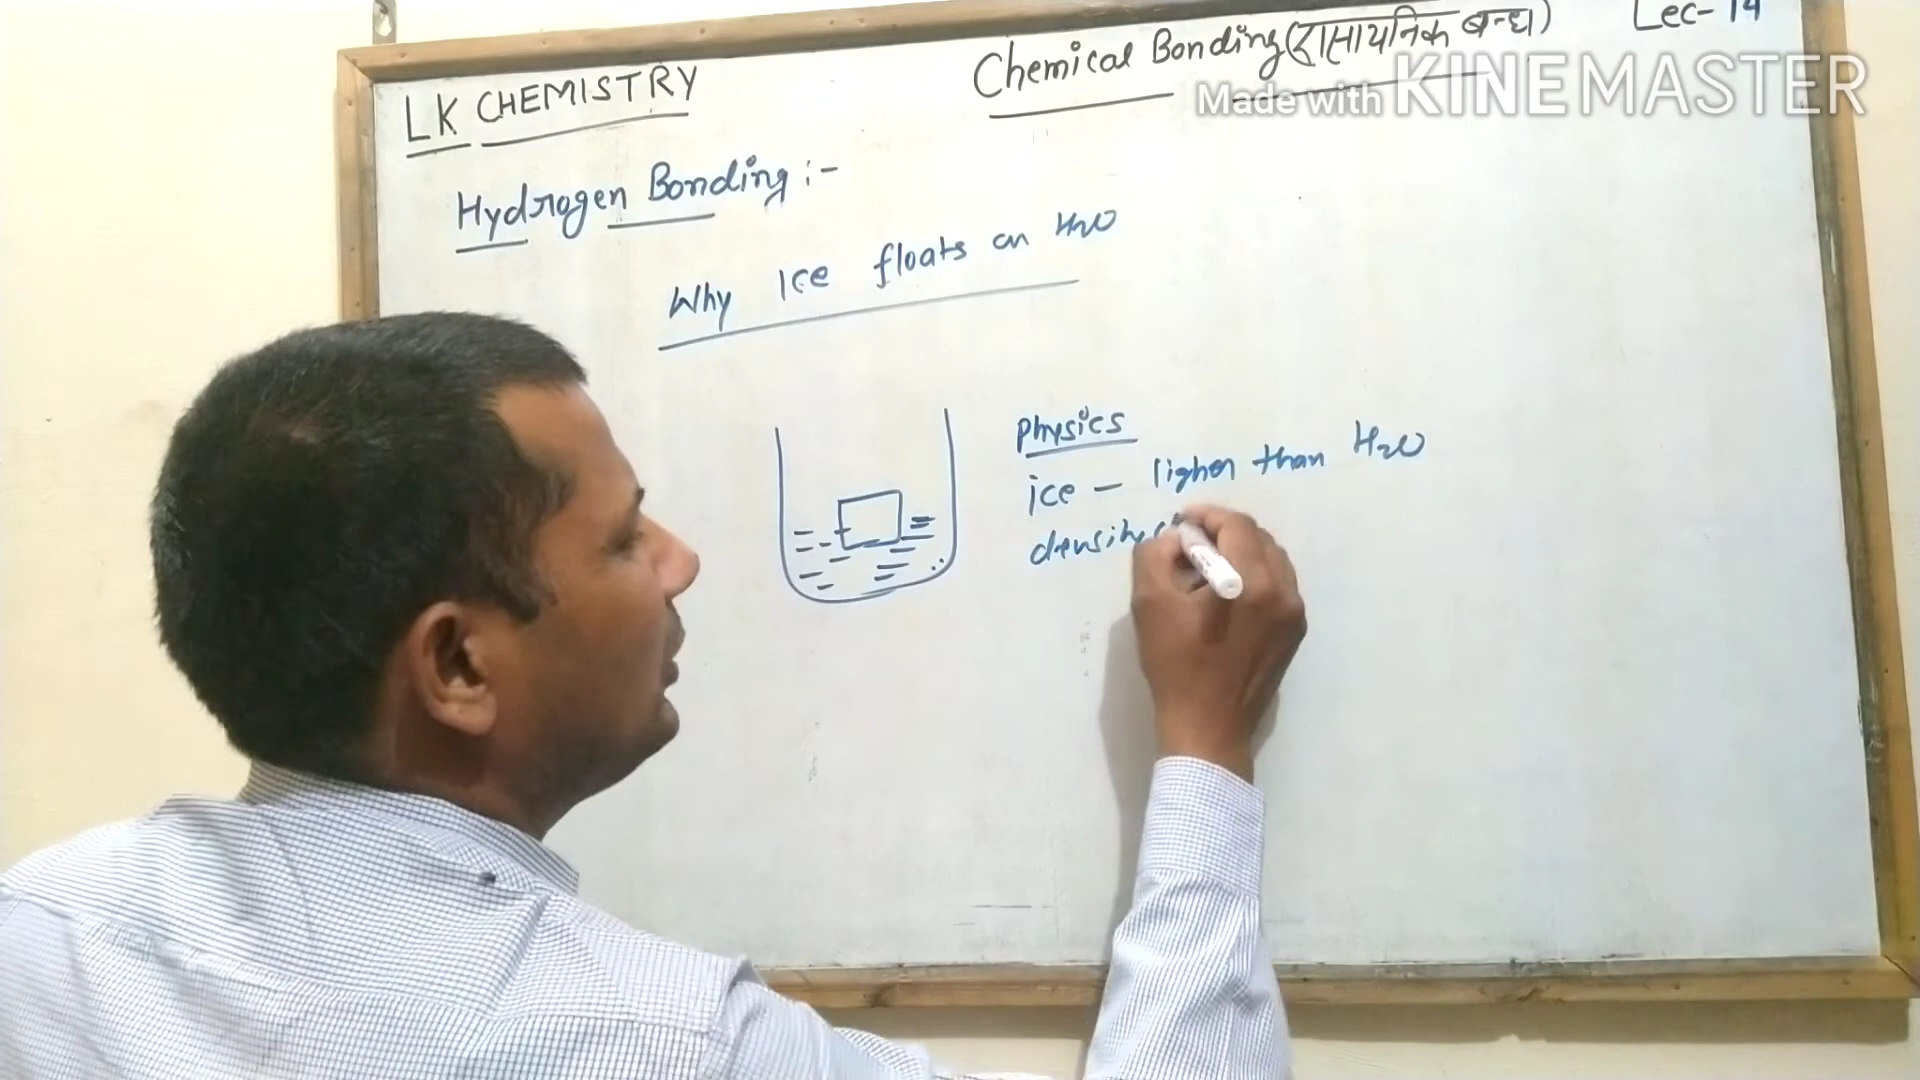 LK CHEMISTRY
Chemical Bonding (रासायनिक बन्ध)
Lec- 14
Made with KINEMASTER
Hydrogen Bonding :-
Why Ice floats on H2O
Physics
ice - ligher than H2O
density